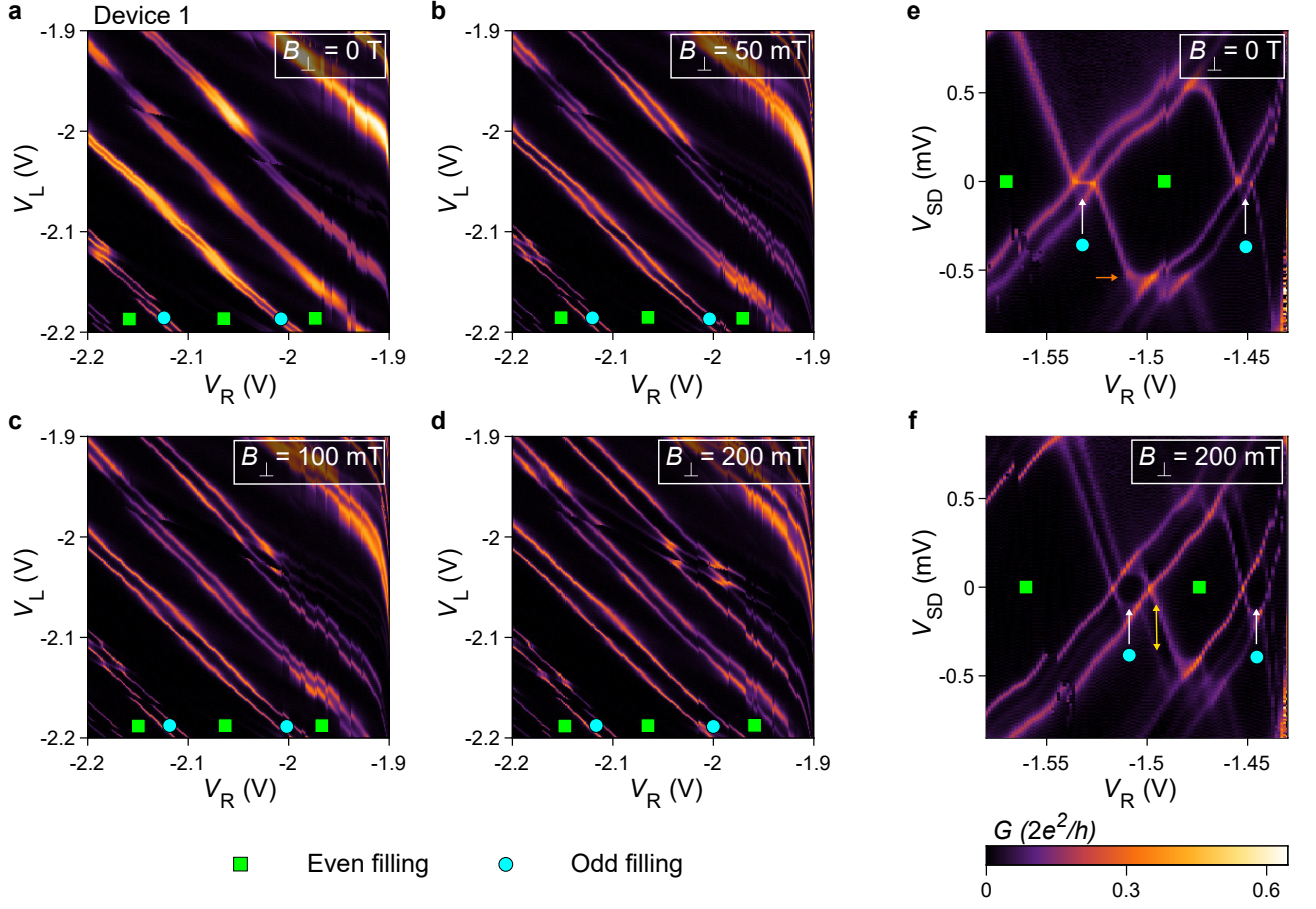 a Device 1
B⊥ = 0 T
-1.9
-2
-2.1
-2.2
V_L (V)
-2.2 -2.1 -2 -1.9
V_R (V)
b
B⊥ = 50 mT
-1.9
-2
-2.1
-2.2
V_L (V)
-2.2 -2.1 -2 -1.9
V_R (V)
e
B⊥ = 0 T
0.5
0
-0.5
V_SD (mV)
-1.55 -1.5 -1.45
V_R (V)
c
B⊥ = 100 mT
-1.9
-2
-2.1
-2.2
V_L (V)
-2.2 -2.1 -2 -1.9
V_R (V)
d
B⊥ = 200 mT
-1.9
-2
-2.1
-2.2
V_L (V)
-2.2 -2.1 -2 -1.9
V_R (V)
f
B⊥ = 200 mT
0.5
0
-0.5
V_SD (mV)
-1.55 -1.5 -1.45
V_R (V)
Even filling
Odd filling
G (2e²/h)
0 0.3 0.6